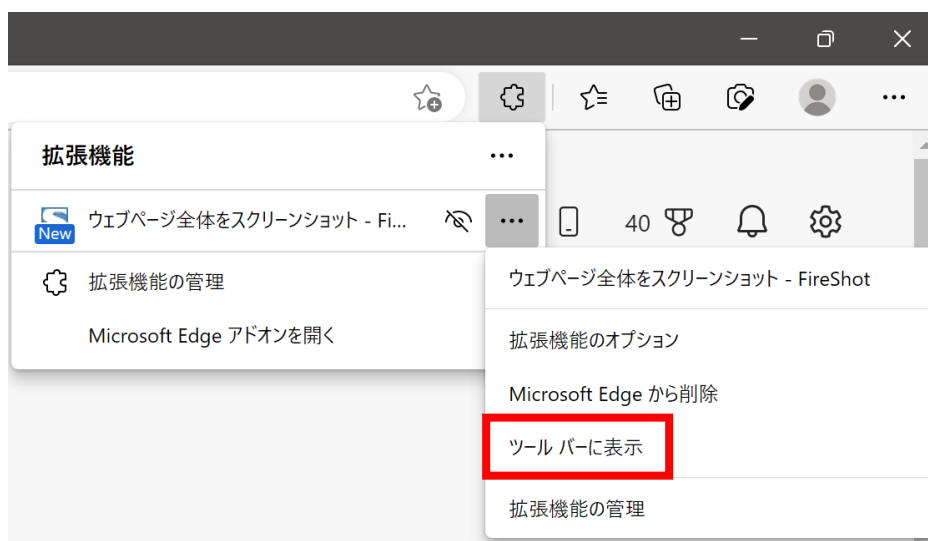 拡張機能
New
ウェブページ全体をスクリーンショット - Fi...
40
拡張機能の管理
Microsoft Edge アドオンを開く
ウェブページ全体をスクリーンショット - FireShot
拡張機能のオプション
Microsoft Edge から削除
ツール バーに表示
拡張機能の管理